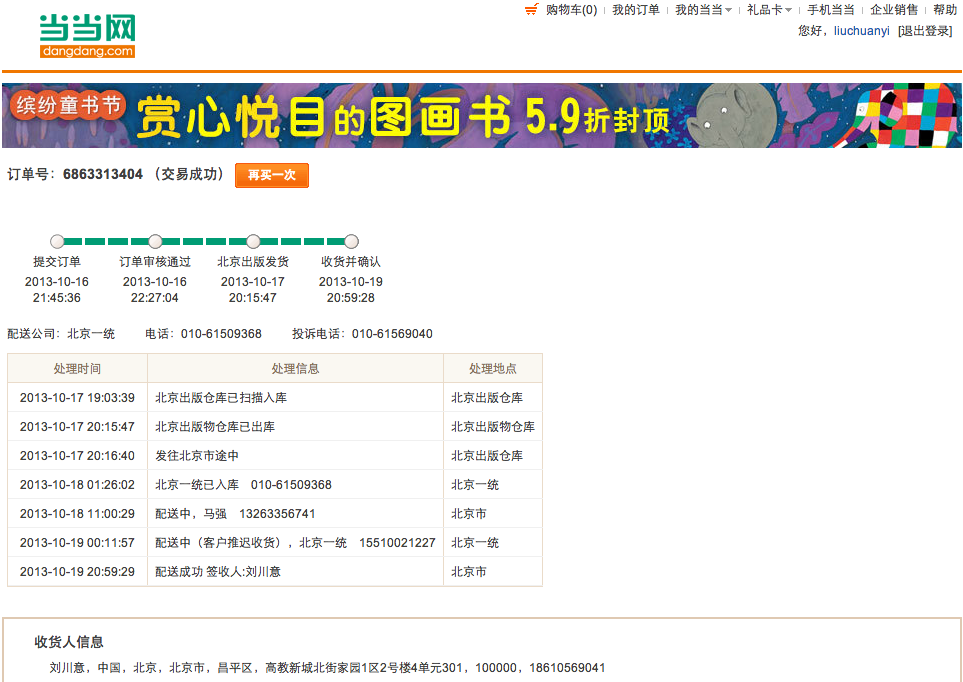 购物车(0) 我的订单 我的当当 礼品卡 手机当当 企业销售 帮助
您好，liuchuanyi [退出登录]
当当网
dangdang.com
缤纷童书节 赏心悦目的图画书 5.9折封顶
订单号：6863313404 （交易成功） 再买一次
提交订单 订单审核通过 北京出版发货 收货并确认
2013-10-16 2013-10-16 2013-10-17 2013-10-19
21:45:36 22:27:04 20:15:47 20:59:28
配送公司：北京一统 电话：010-61509368 投诉电话：010-61569040
处理时间 处理信息 处理地点
2013-10-17 19:03:39 北京出版仓库已扫描入库 北京出版仓库
2013-10-17 20:15:47 北京出版物仓库已出库 北京出版物仓库
2013-10-17 20:16:40 发往北京市途中 北京出版仓库
2013-10-18 01:26:02 北京一统已入库 010-61509368 北京一统
2013-10-18 11:00:29 配送中，马强 13263356741 北京市
2013-10-19 00:11:57 配送中（客户推迟收货），北京一统 15510021227 北京一统
2013-10-19 20:59:29 配送成功 签收人:刘川意 北京市
收货人信息
刘川意，中国，北京，北京市，昌平区，高教新城北街家园1区2号楼4单元301，100000，18610569041